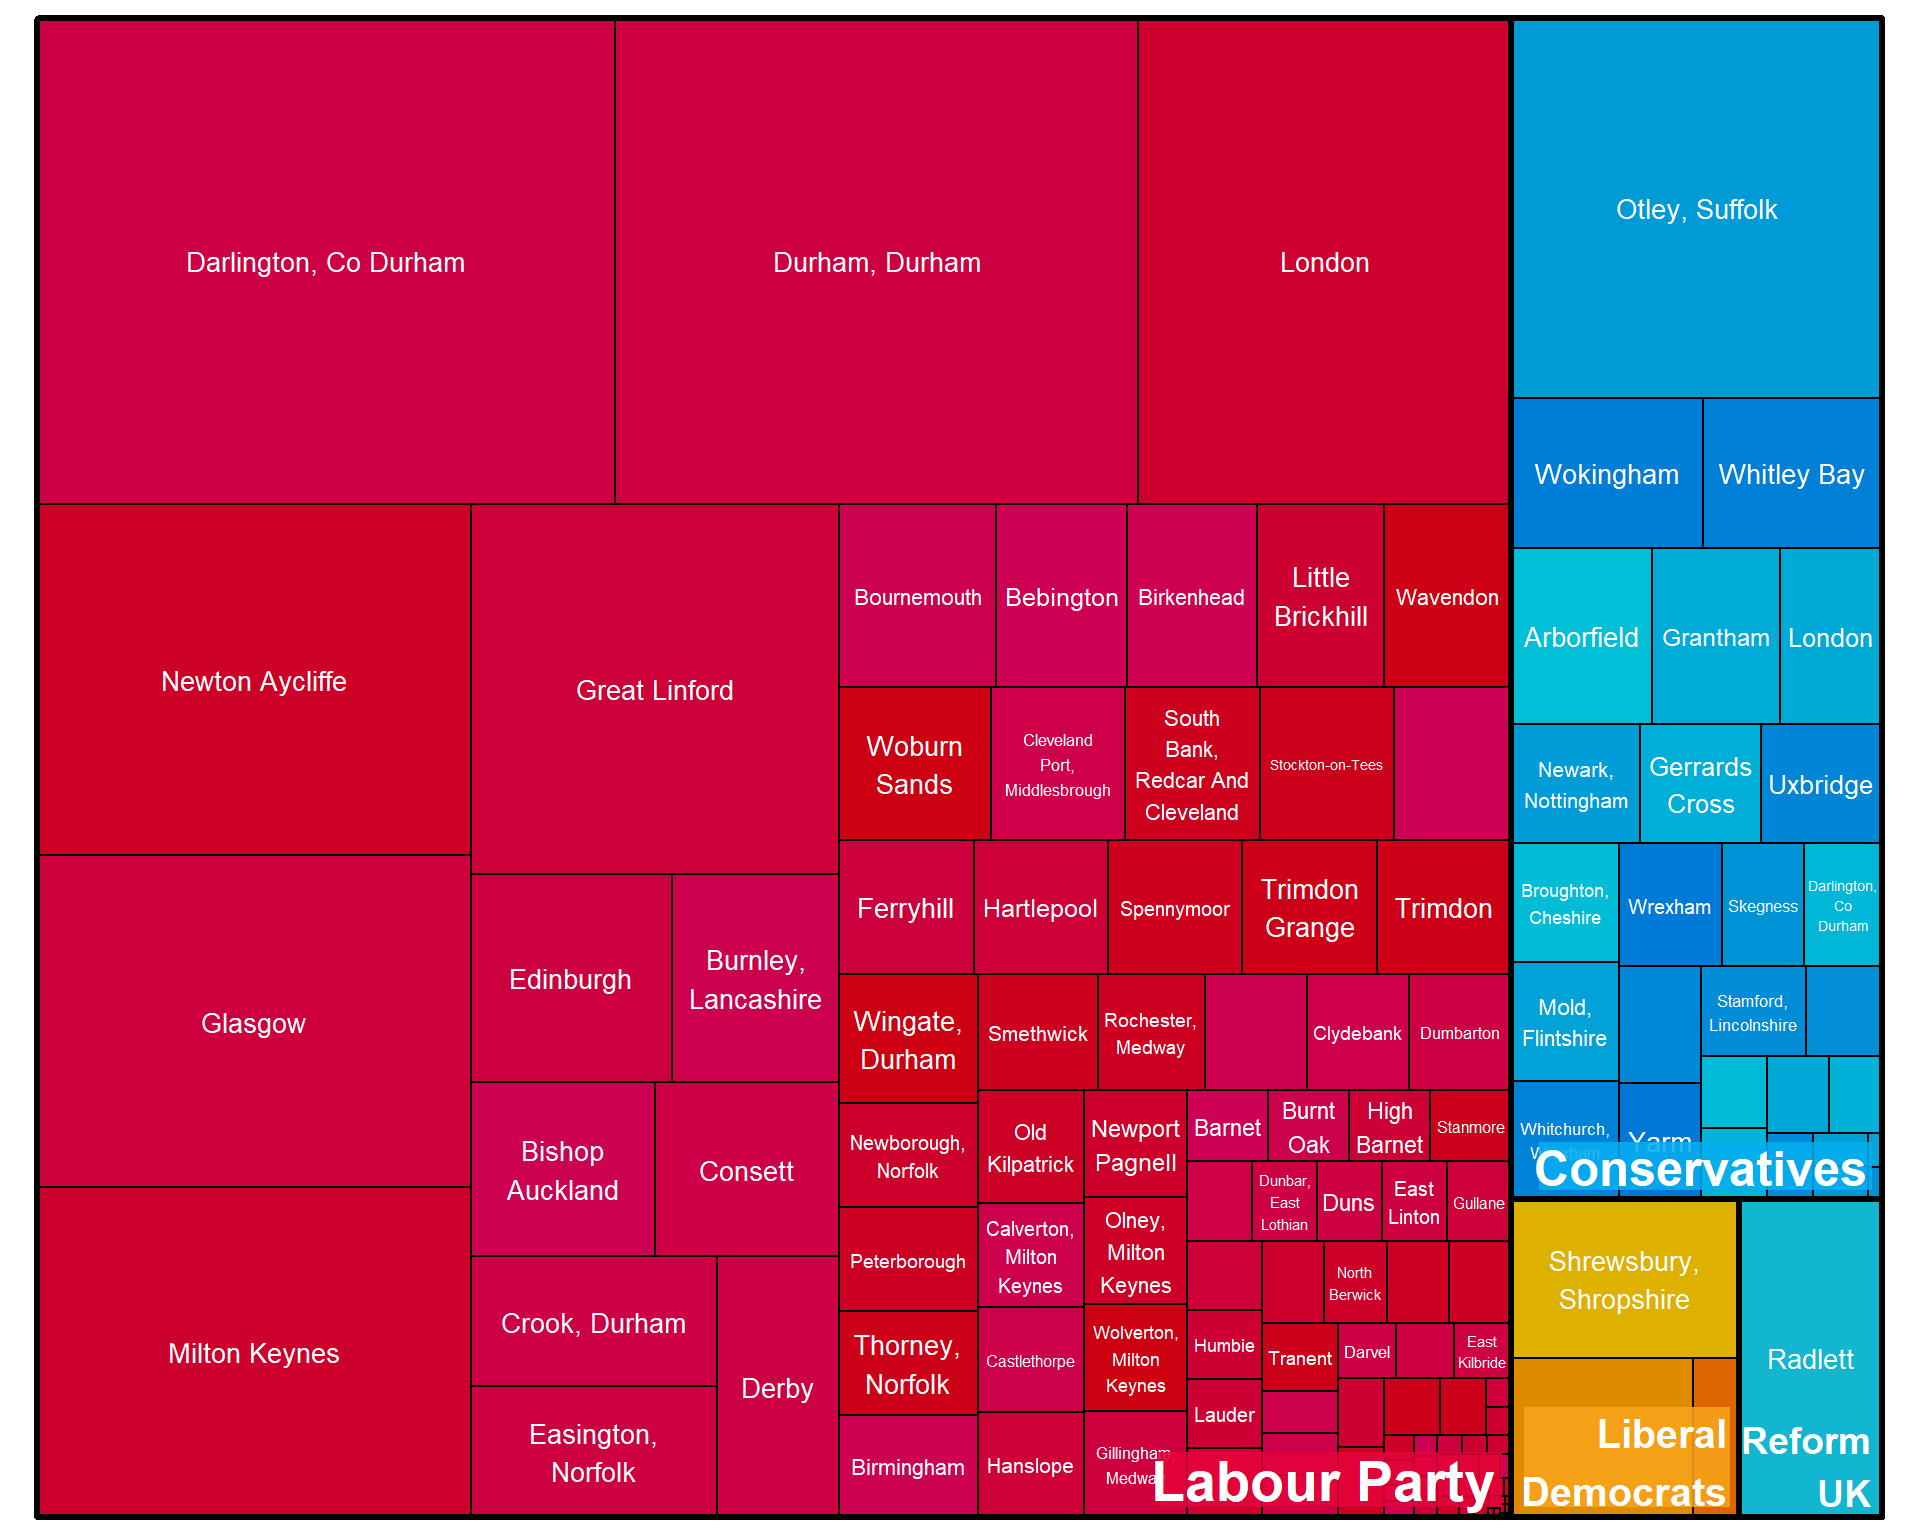 Darlington, Co Durham
Durham, Durham
London
Newton Aycliffe
Glasgow
Milton Keynes
Great Linford
Edinburgh
Burnley,
Lancashire
Bishop
Auckland
Consett
Crook, Durham
Easington,
Norfolk
Derby
Bournemouth
Bebington
Birkenhead
Little
Brickhill
Wavendon
Woburn
Sands
Cleveland
Port,
Middlesbrough
South
Bank,
Redcar And
Cleveland
Stockton-on-Tees
Ferryhill
Hartlepool
Spennymoor
Trimdon
Grange
Trimdon
Wingate,
Durham
Newborough,
Norfolk
Peterborough
Thorney,
Norfolk
Birmingham
Smethwick
Rochester,
Medway
Clydebank
Dumbarton
Old
Kilpatrick
Calverton,
Milton
Keynes
Castlethorpe
Hanslope
Newport
Pagnell
Olney,
Milton
Keynes
Wolverton,
Milton
Keynes
Gillingham,
Medway
Barnet
Burnt
Oak
High
Barnet
Stanmore
Dunbar,
East
Lothian
Duns
East
Linton
Gullane
North
Berwick
Humbie
Lauder
Tranent
Darvel
East
Kilbride
Labour Party
Otley, Suffolk
Wokingham
Whitley Bay
Arborfield
Grantham
London
Newark,
Nottingham
Gerrards
Cross
Uxbridge
Broughton,
Cheshire
Wrexham
Skegness
Darlington,
Co
Durham
Mold,
Flintshire
Stamford,
Lincolnshire
Whitchurch,
Yarm
Conservatives
Shrewsbury,
Shropshire
Liberal
Democrats
Radlett
Reform
UK